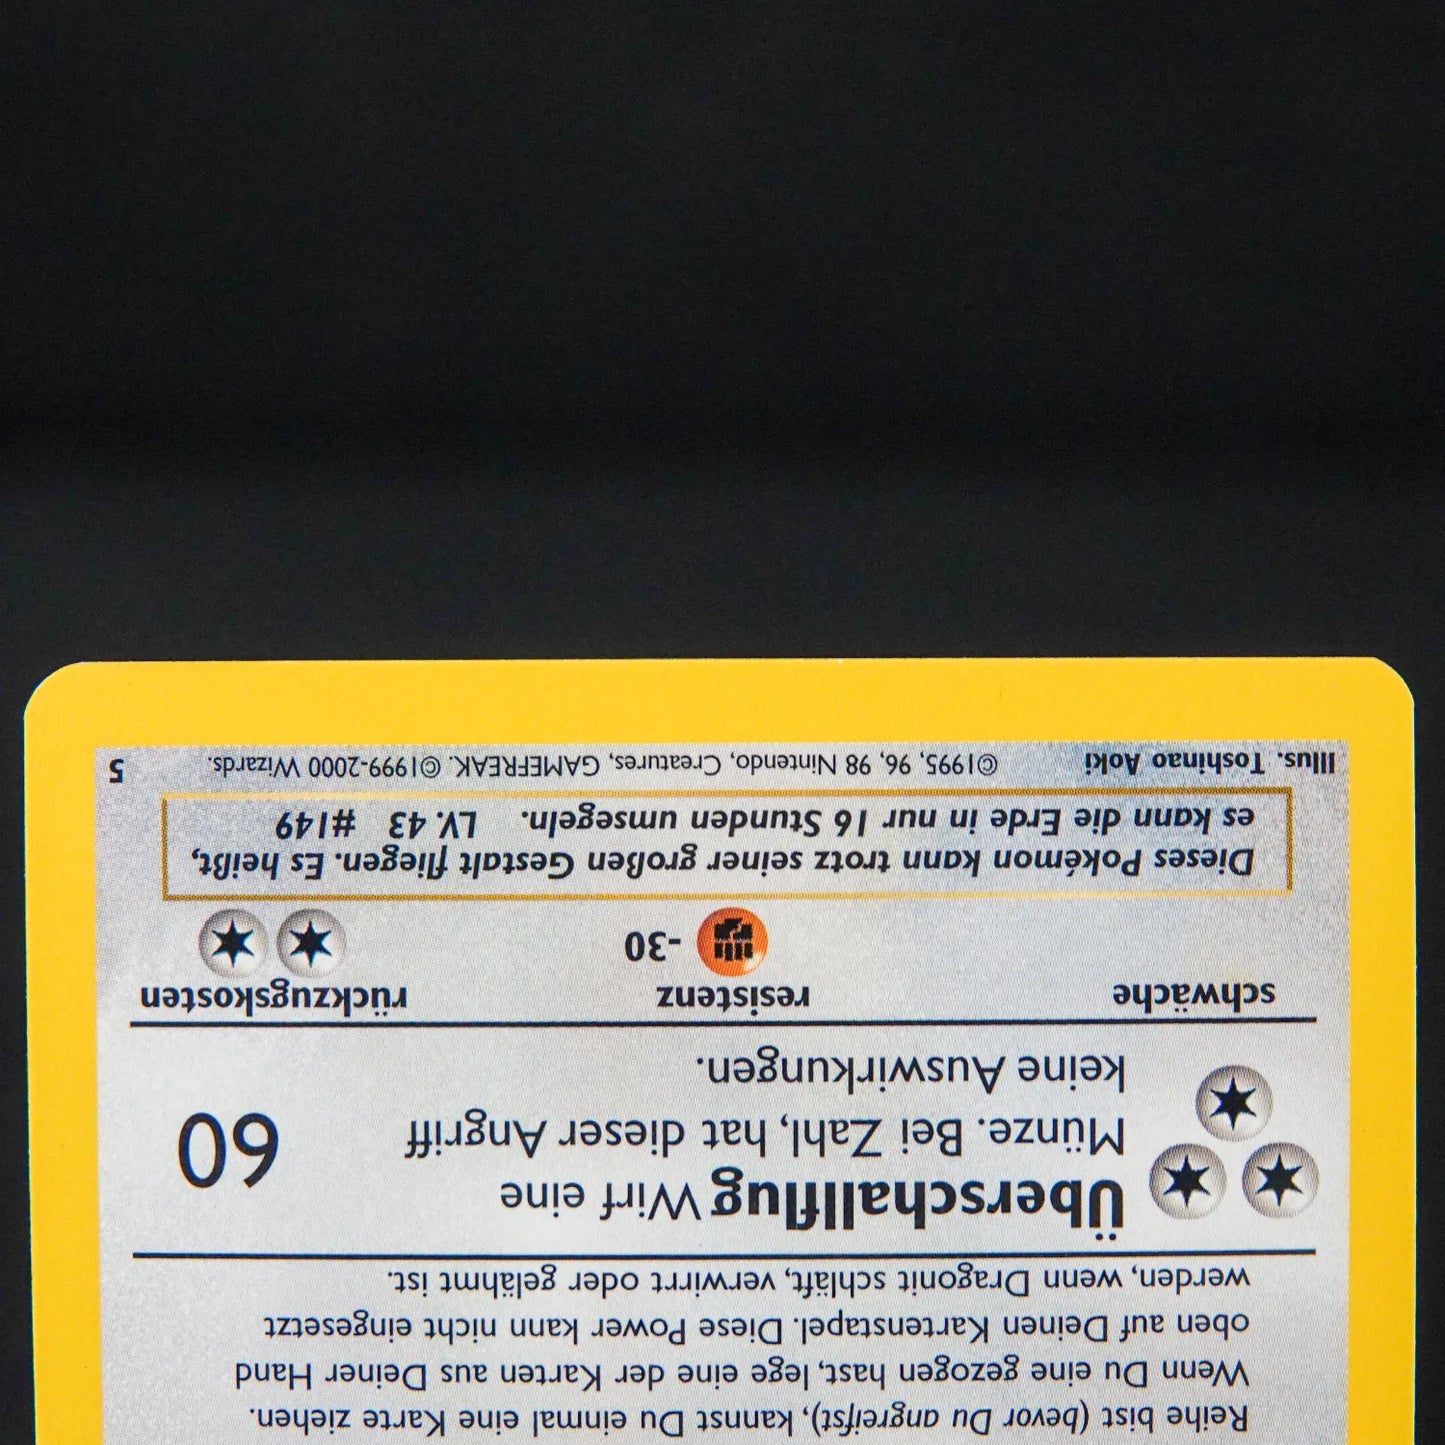 Reihe bist (bevor Du angreifst), kannst Du einmal eine Karte ziehen.
Wenn Du eine gezogen hast, lege eine der Karten aus Deiner Hand
oben auf Deinen Kartenstapel. Diese Power kann nicht eingesetzt
werden, wenn Dragonit schläft, verwirrt oder gelähmt ist.
Überschallflug Wirf eine
Münze. Bei Zahl, hat dieser Angriff
keine Auswirkungen.
60
schwäche resistenz rückzugskosten
-30
Dieses Pokémon kann trotz seiner großen Gestalt fliegen. Es heißt,
es kann die Erde in nur 16 Stunden umsegeln. LV. 43 #149
Illus. Toshinao Aoki ©1995, 96, 98 Nintendo, Creatures, GAMEFREAK. ©1999-2000 Wizards. 5